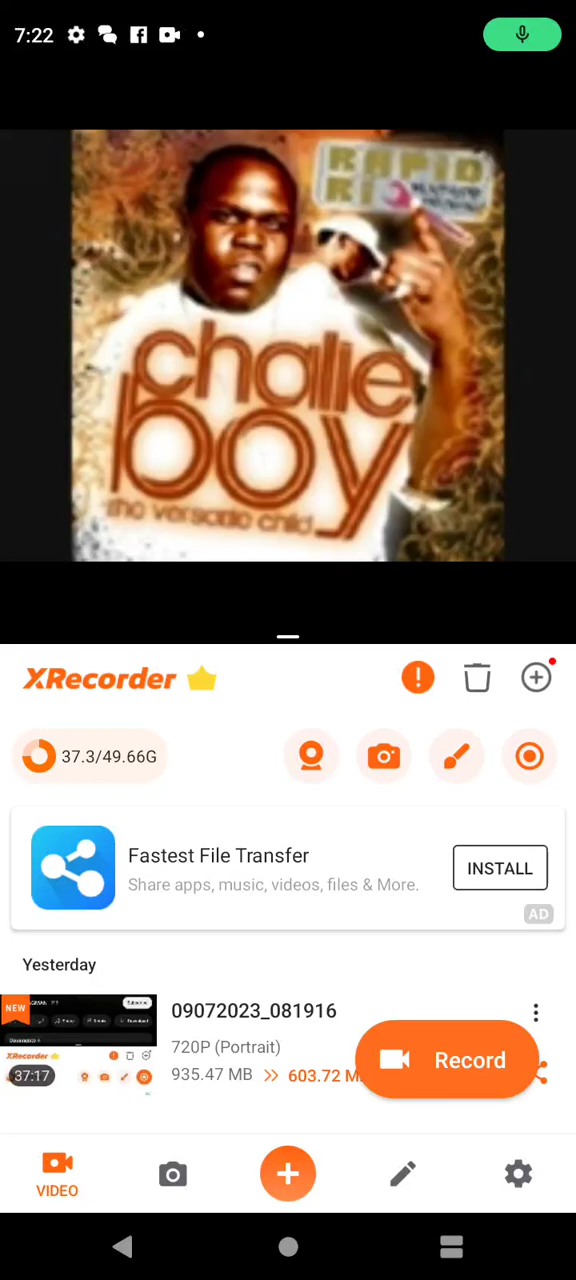 7:22
RAPID
RIC
chalie
boy
the versatile child
XRecorder
37.3/49.66G
Fastest File Transfer
INSTALL
Share apps, music, videos, files & More.
AD
Yesterday
NEW
09072023_081916
720P (Portrait)
Record
37:17
935.47 MB >> 603.72 M
VIDEO